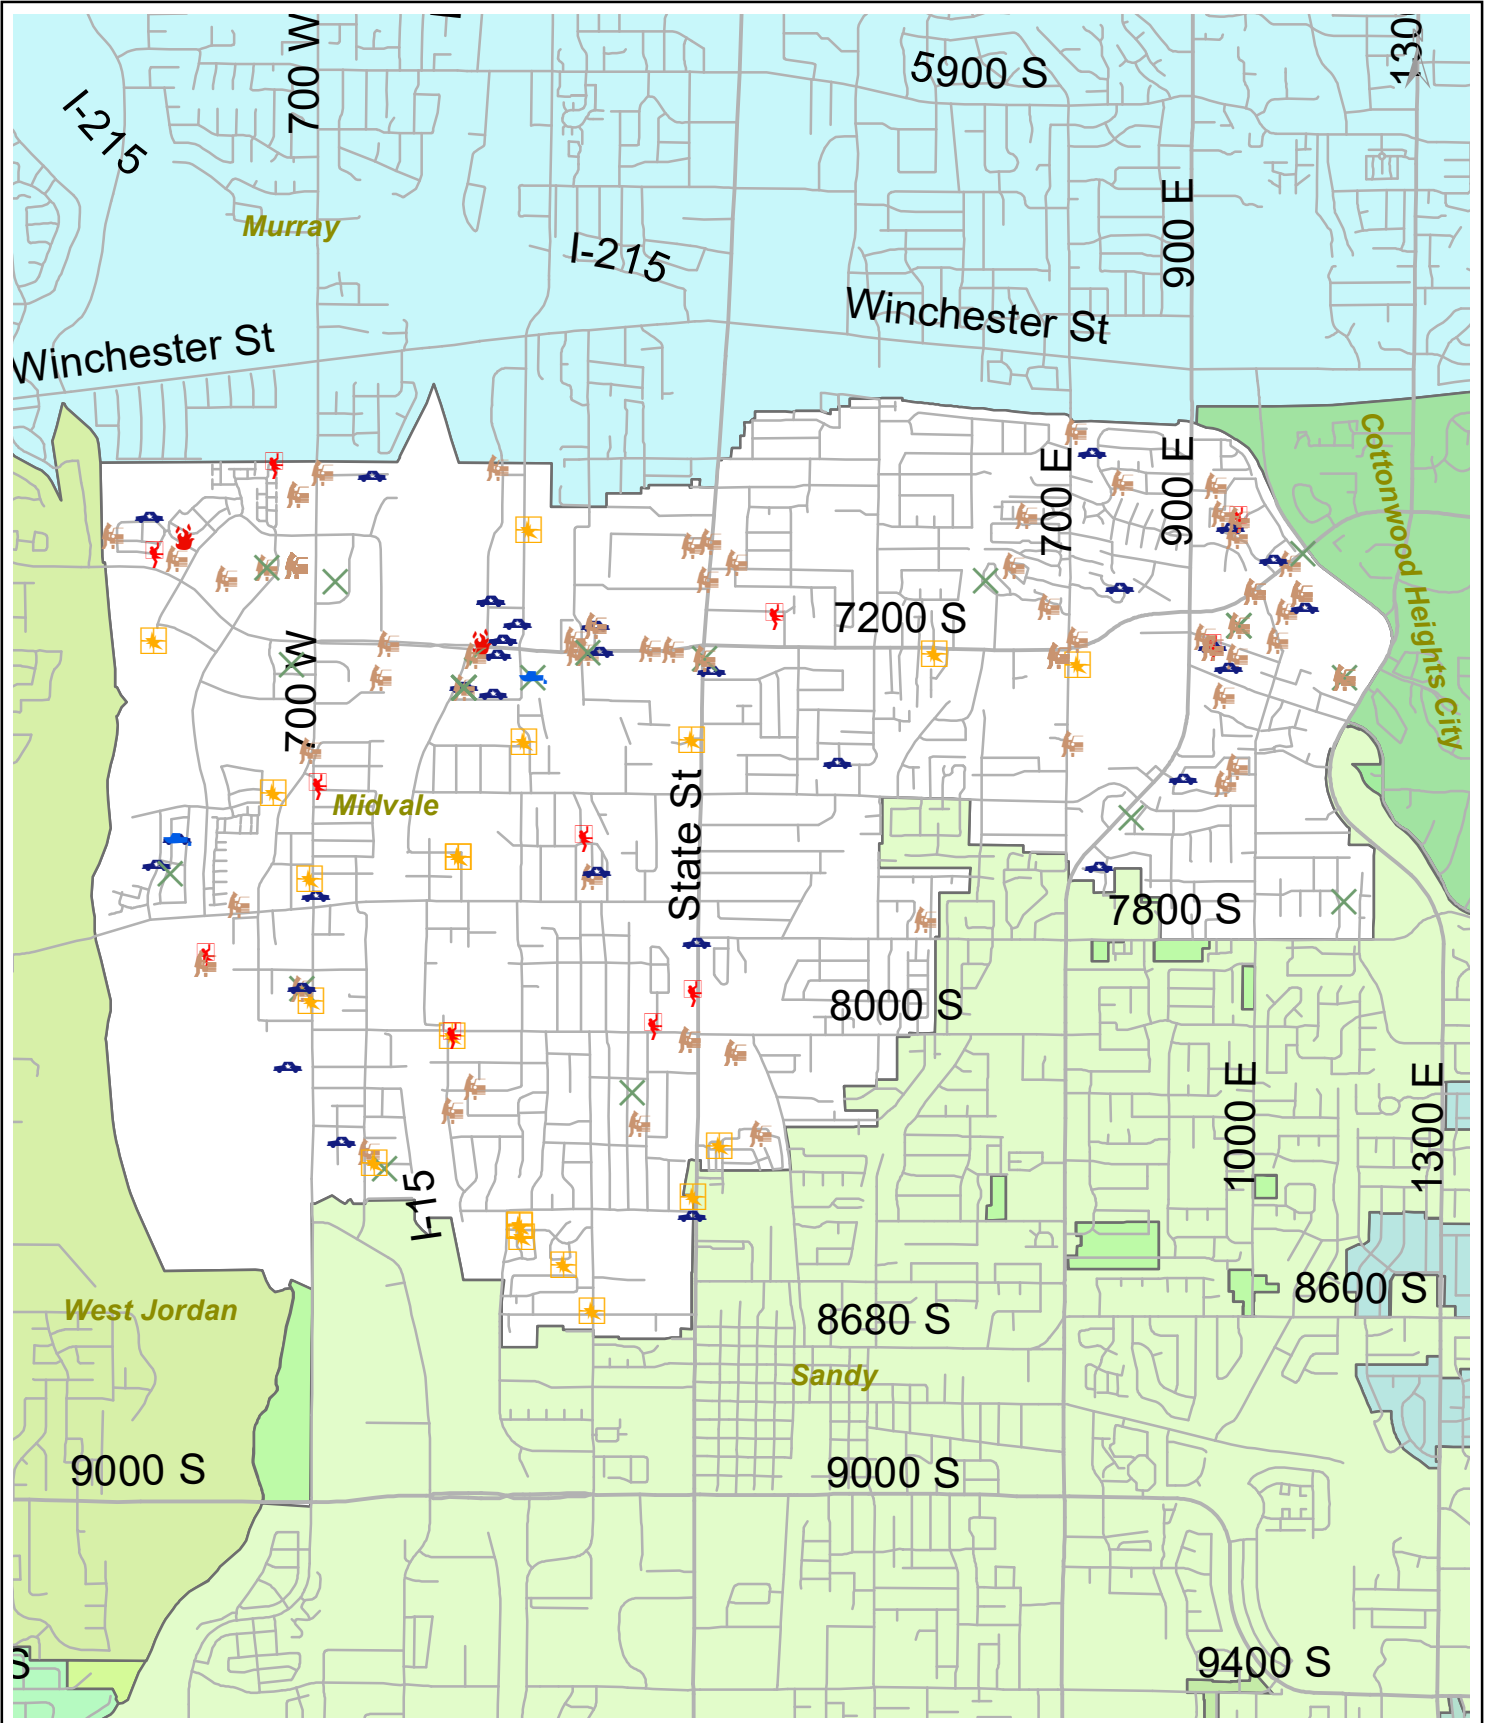 700 W
130
5900 S
I-215
900 E
Murray
I-215
Winchester St
Winchester St
Cottonwood Heights City
700 E
900 E
7200 S
700 W
Midvale
State St
7800 S
8000 S
1000 E
1300 E
I-15
8600 S
West Jordan
8680 S
Sandy
9000 S
9000 S
S
9400 S